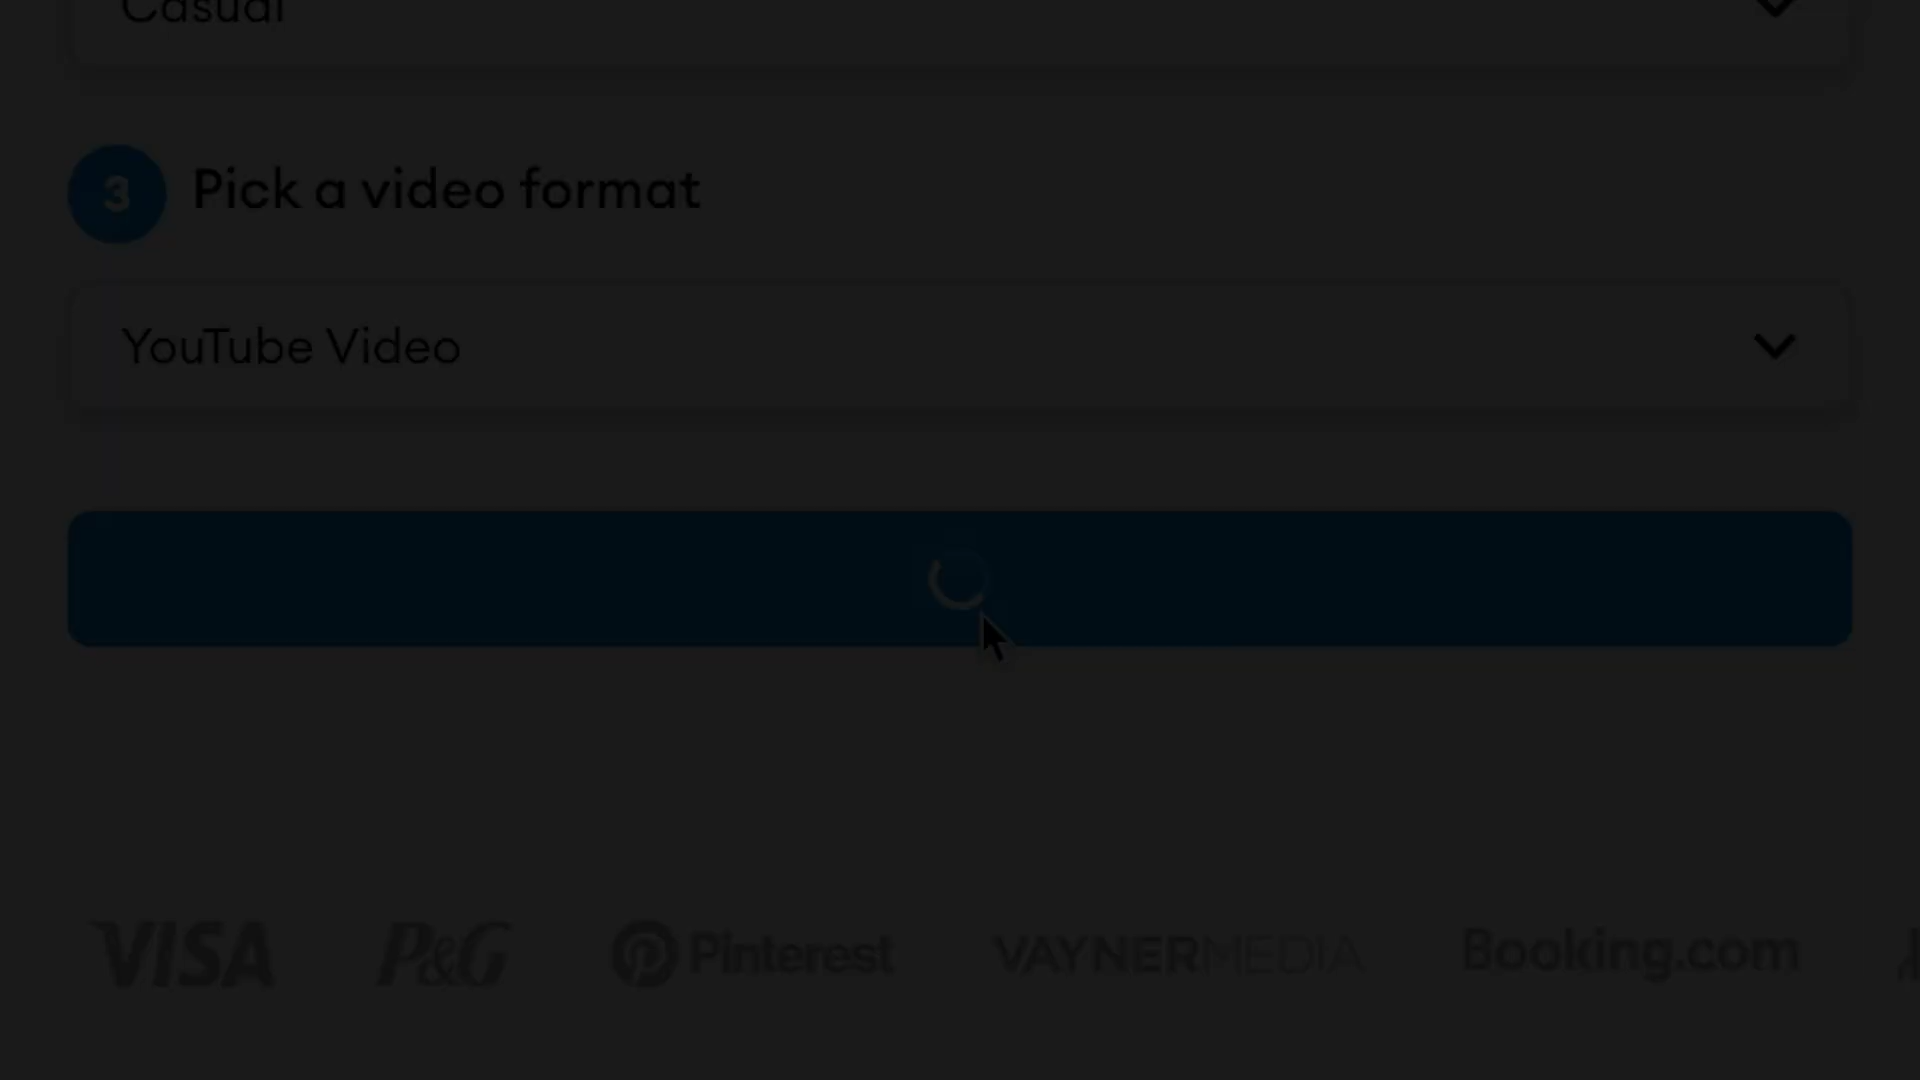 Casual
3 Pick a video format
YouTube Video
VISA P&G Pinterest VAYNERMEDIA Booking.com